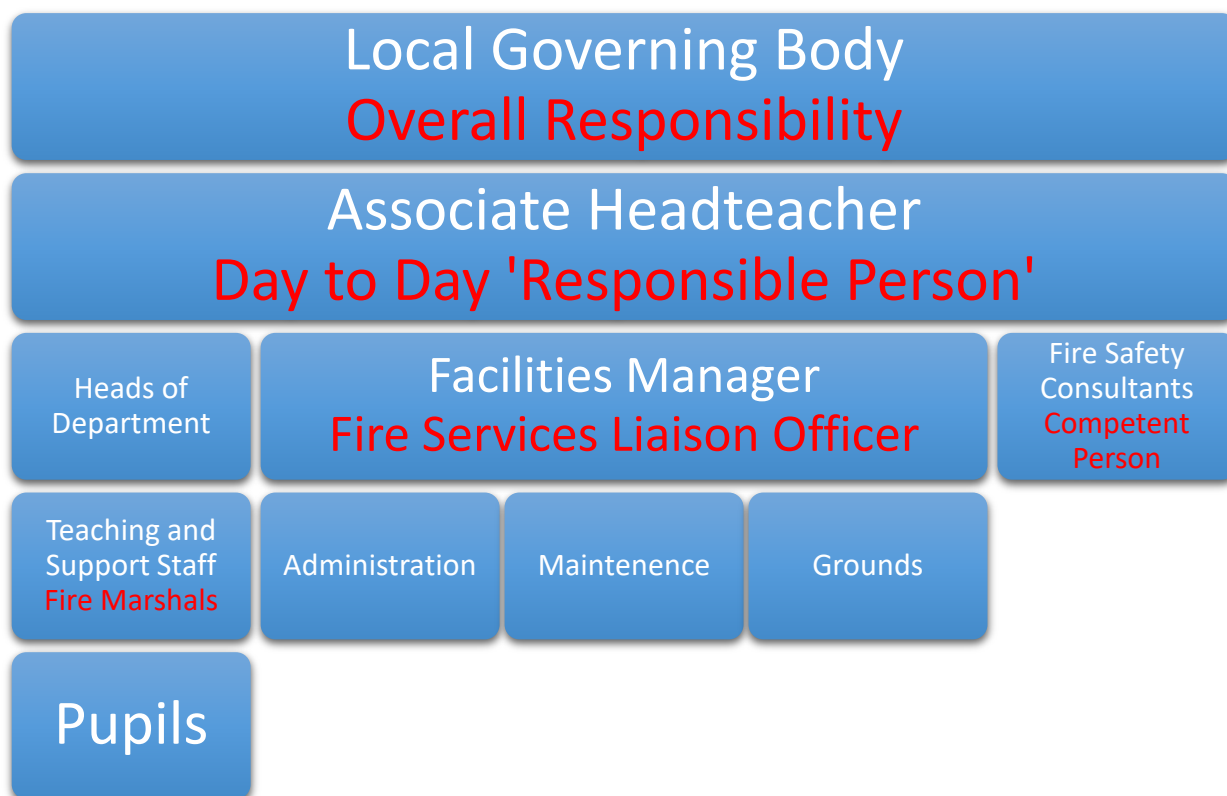 Local Governing Body
Overall Responsibility
Associate Headteacher
Day to Day 'Responsible Person'
Heads of
Department
Facilities Manager
Fire Services Liaison Officer
Fire Safety
Consultants
Competent
Person
Teaching and
Support Staff
Fire Marshals
Administration
Maintenence
Grounds
Pupils